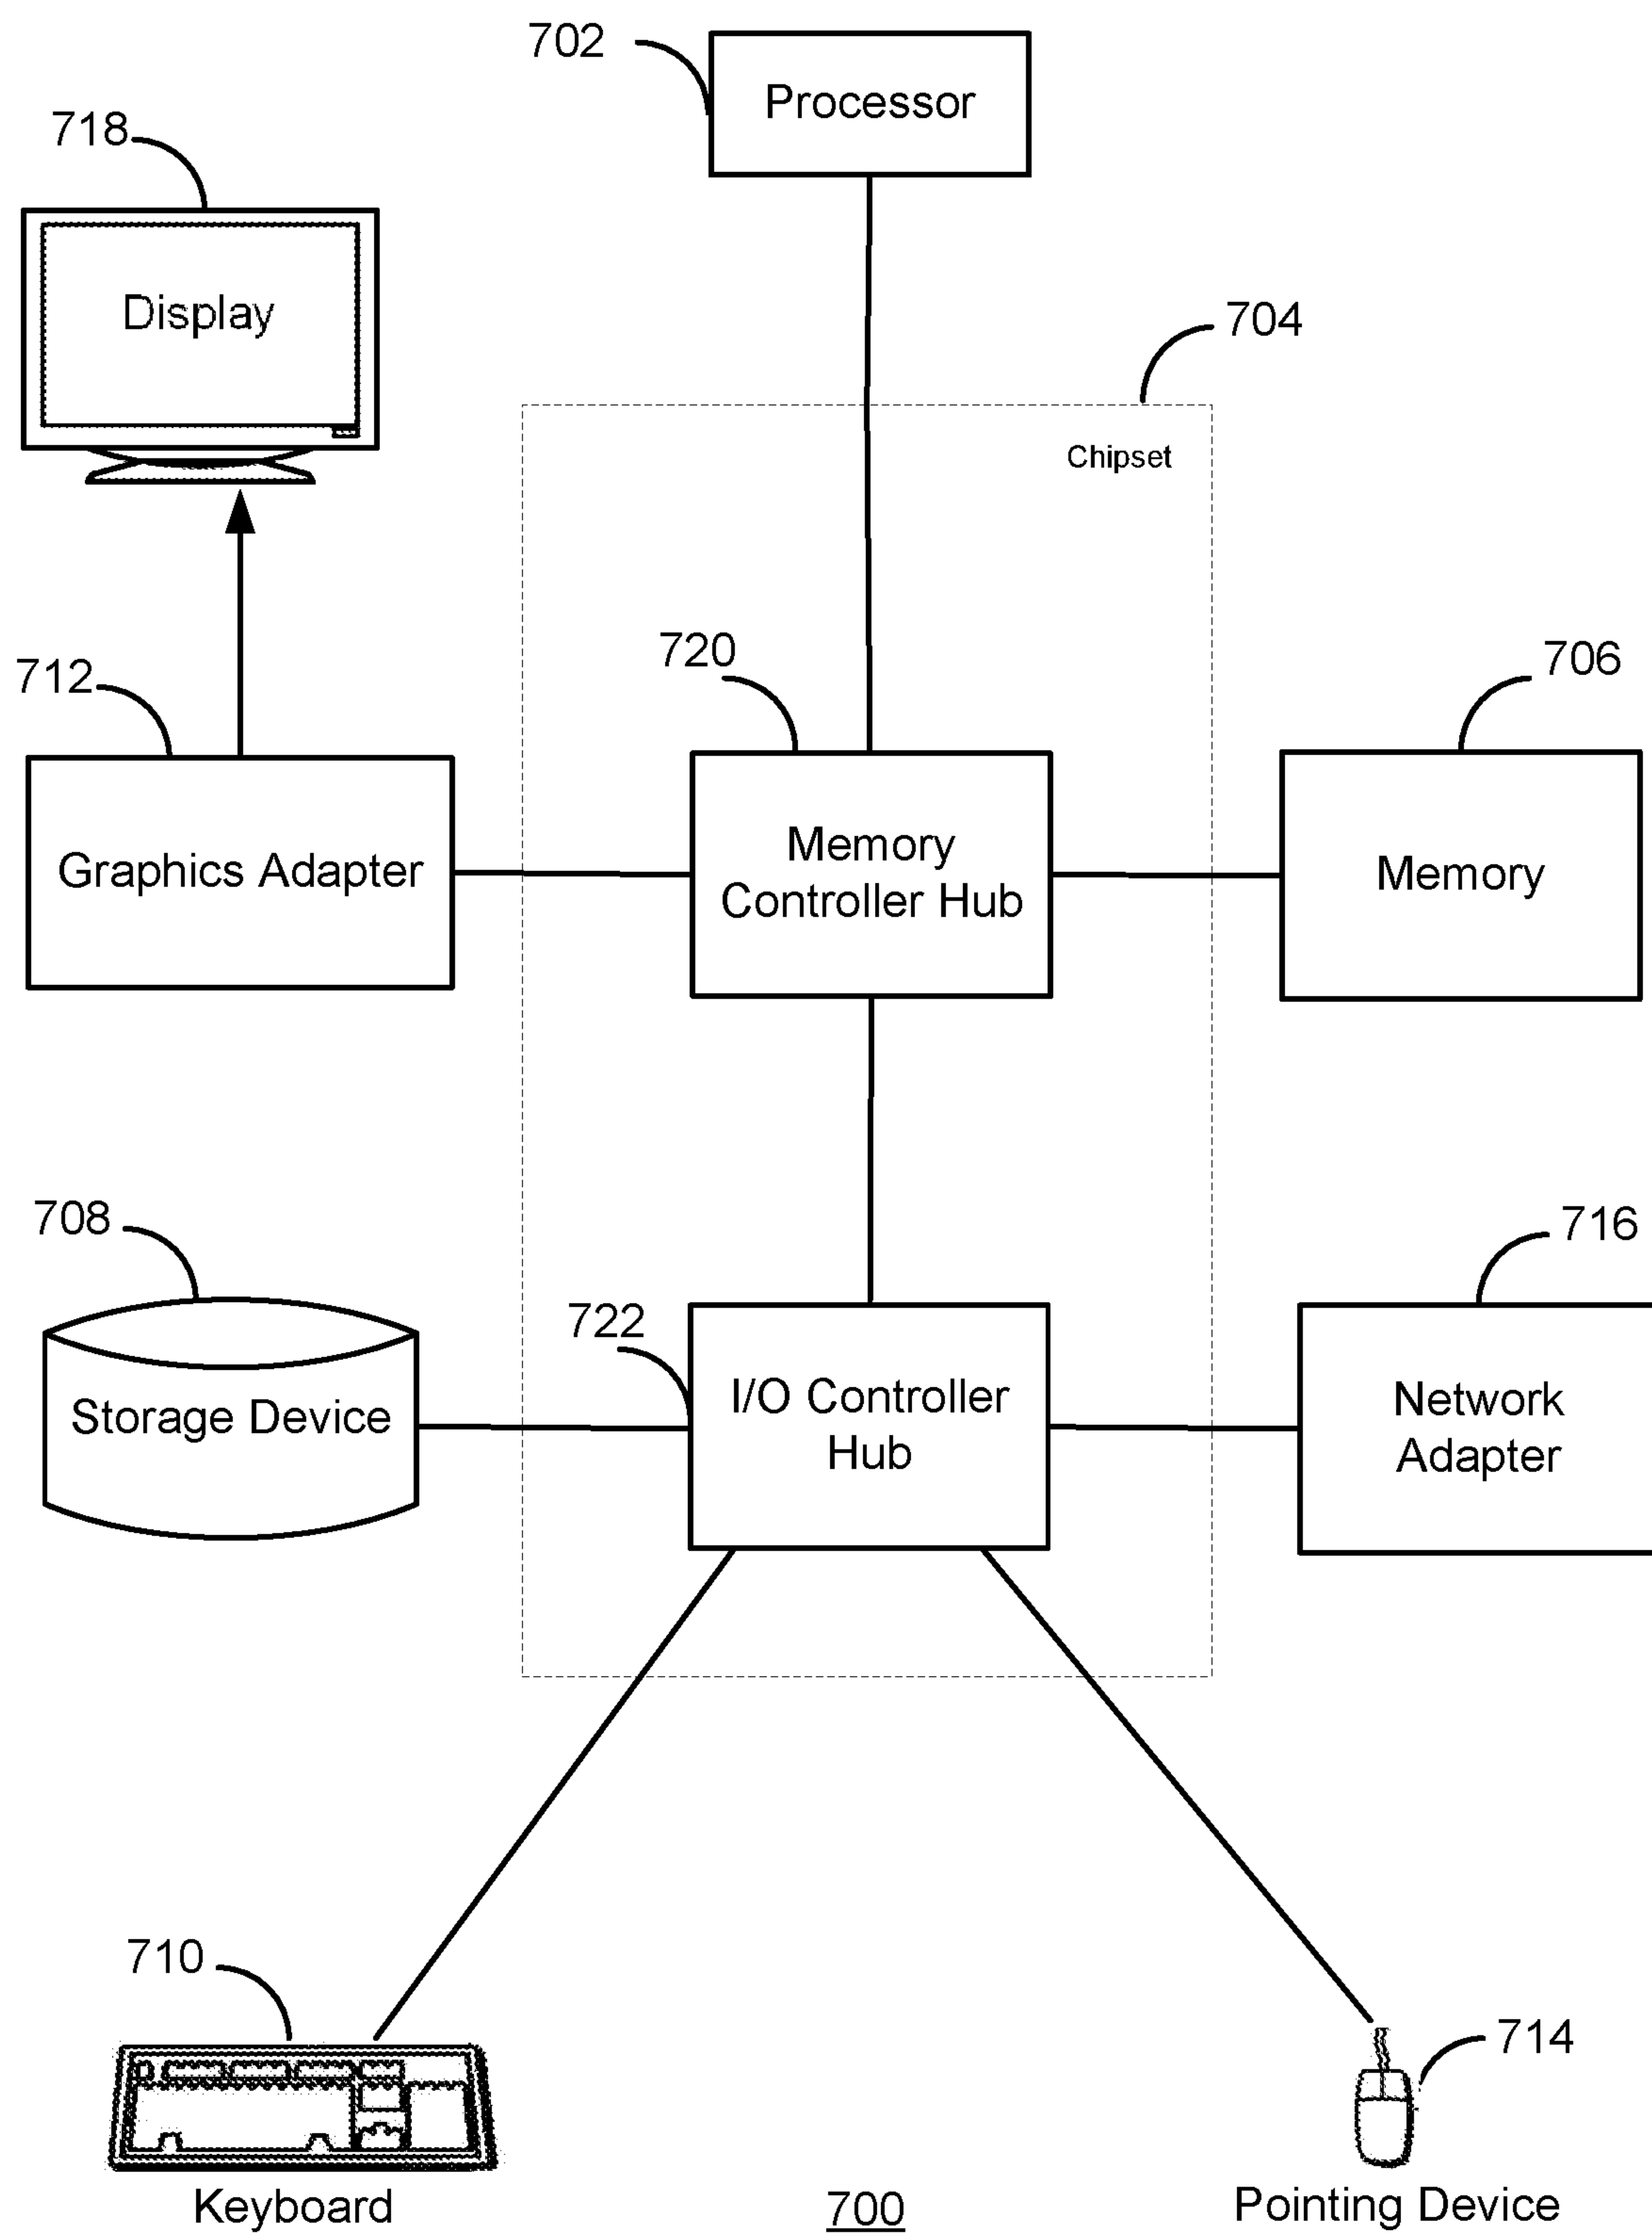 702
Processor
718
Display
704
Chipset
712
720
706
Graphics Adapter
Memory
Controller Hub
Memory
708
722
716
Storage Device
I/O Controller
Hub
Network
Adapter
710
714
Keyboard
700
Pointing Device